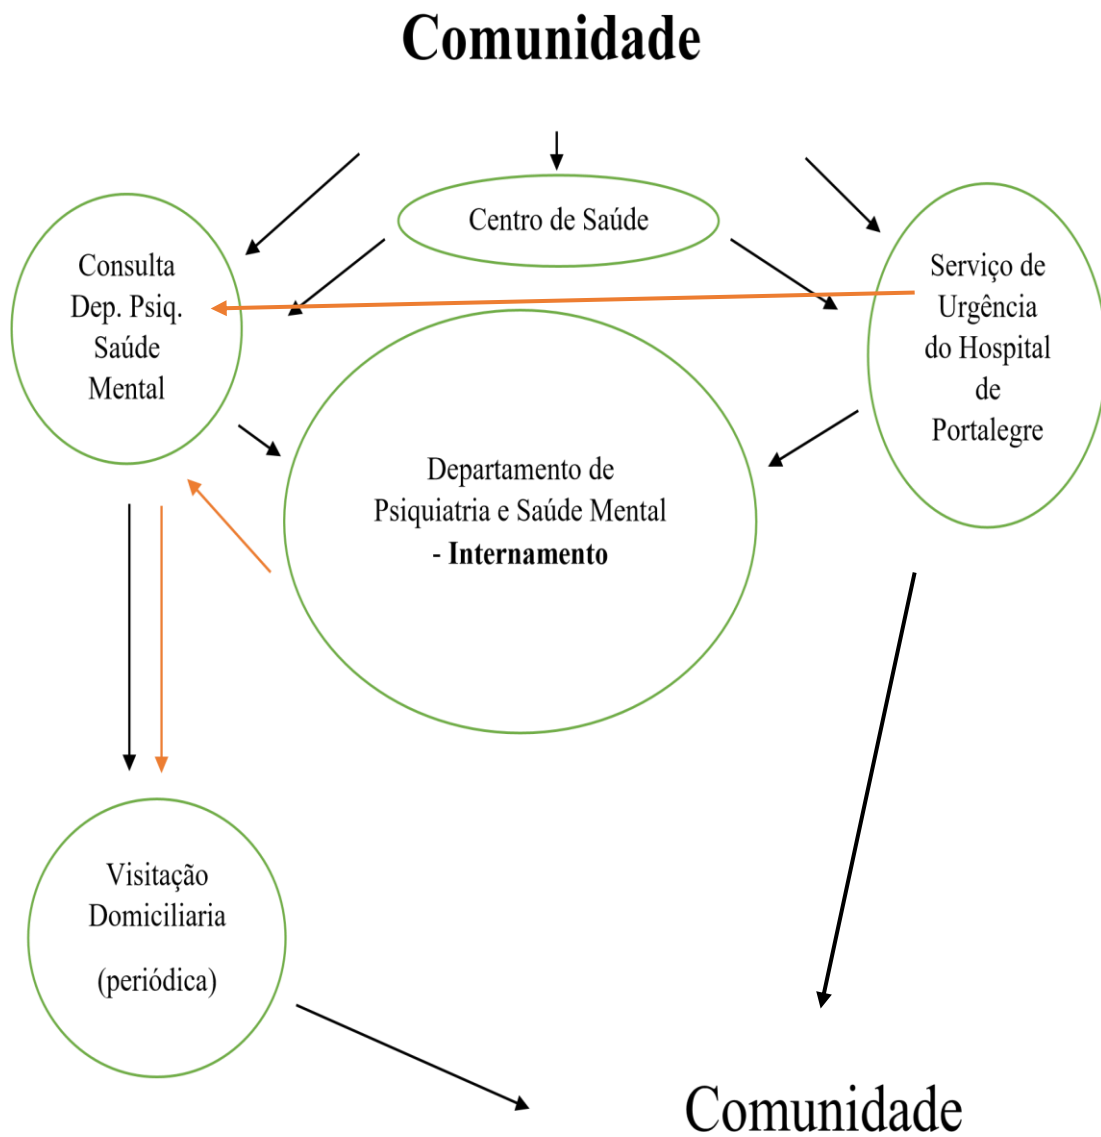 Comunidade
Centro de Saúde
Consulta
Dep. Psiq.
Saúde
Mental
Serviço de
Urgência
do Hospital
de
Portalegre
Departamento de
Psiquiatria e Saúde Mental
- Internamento
Visitação
Domiciliaria
(periódica)
Comunidade